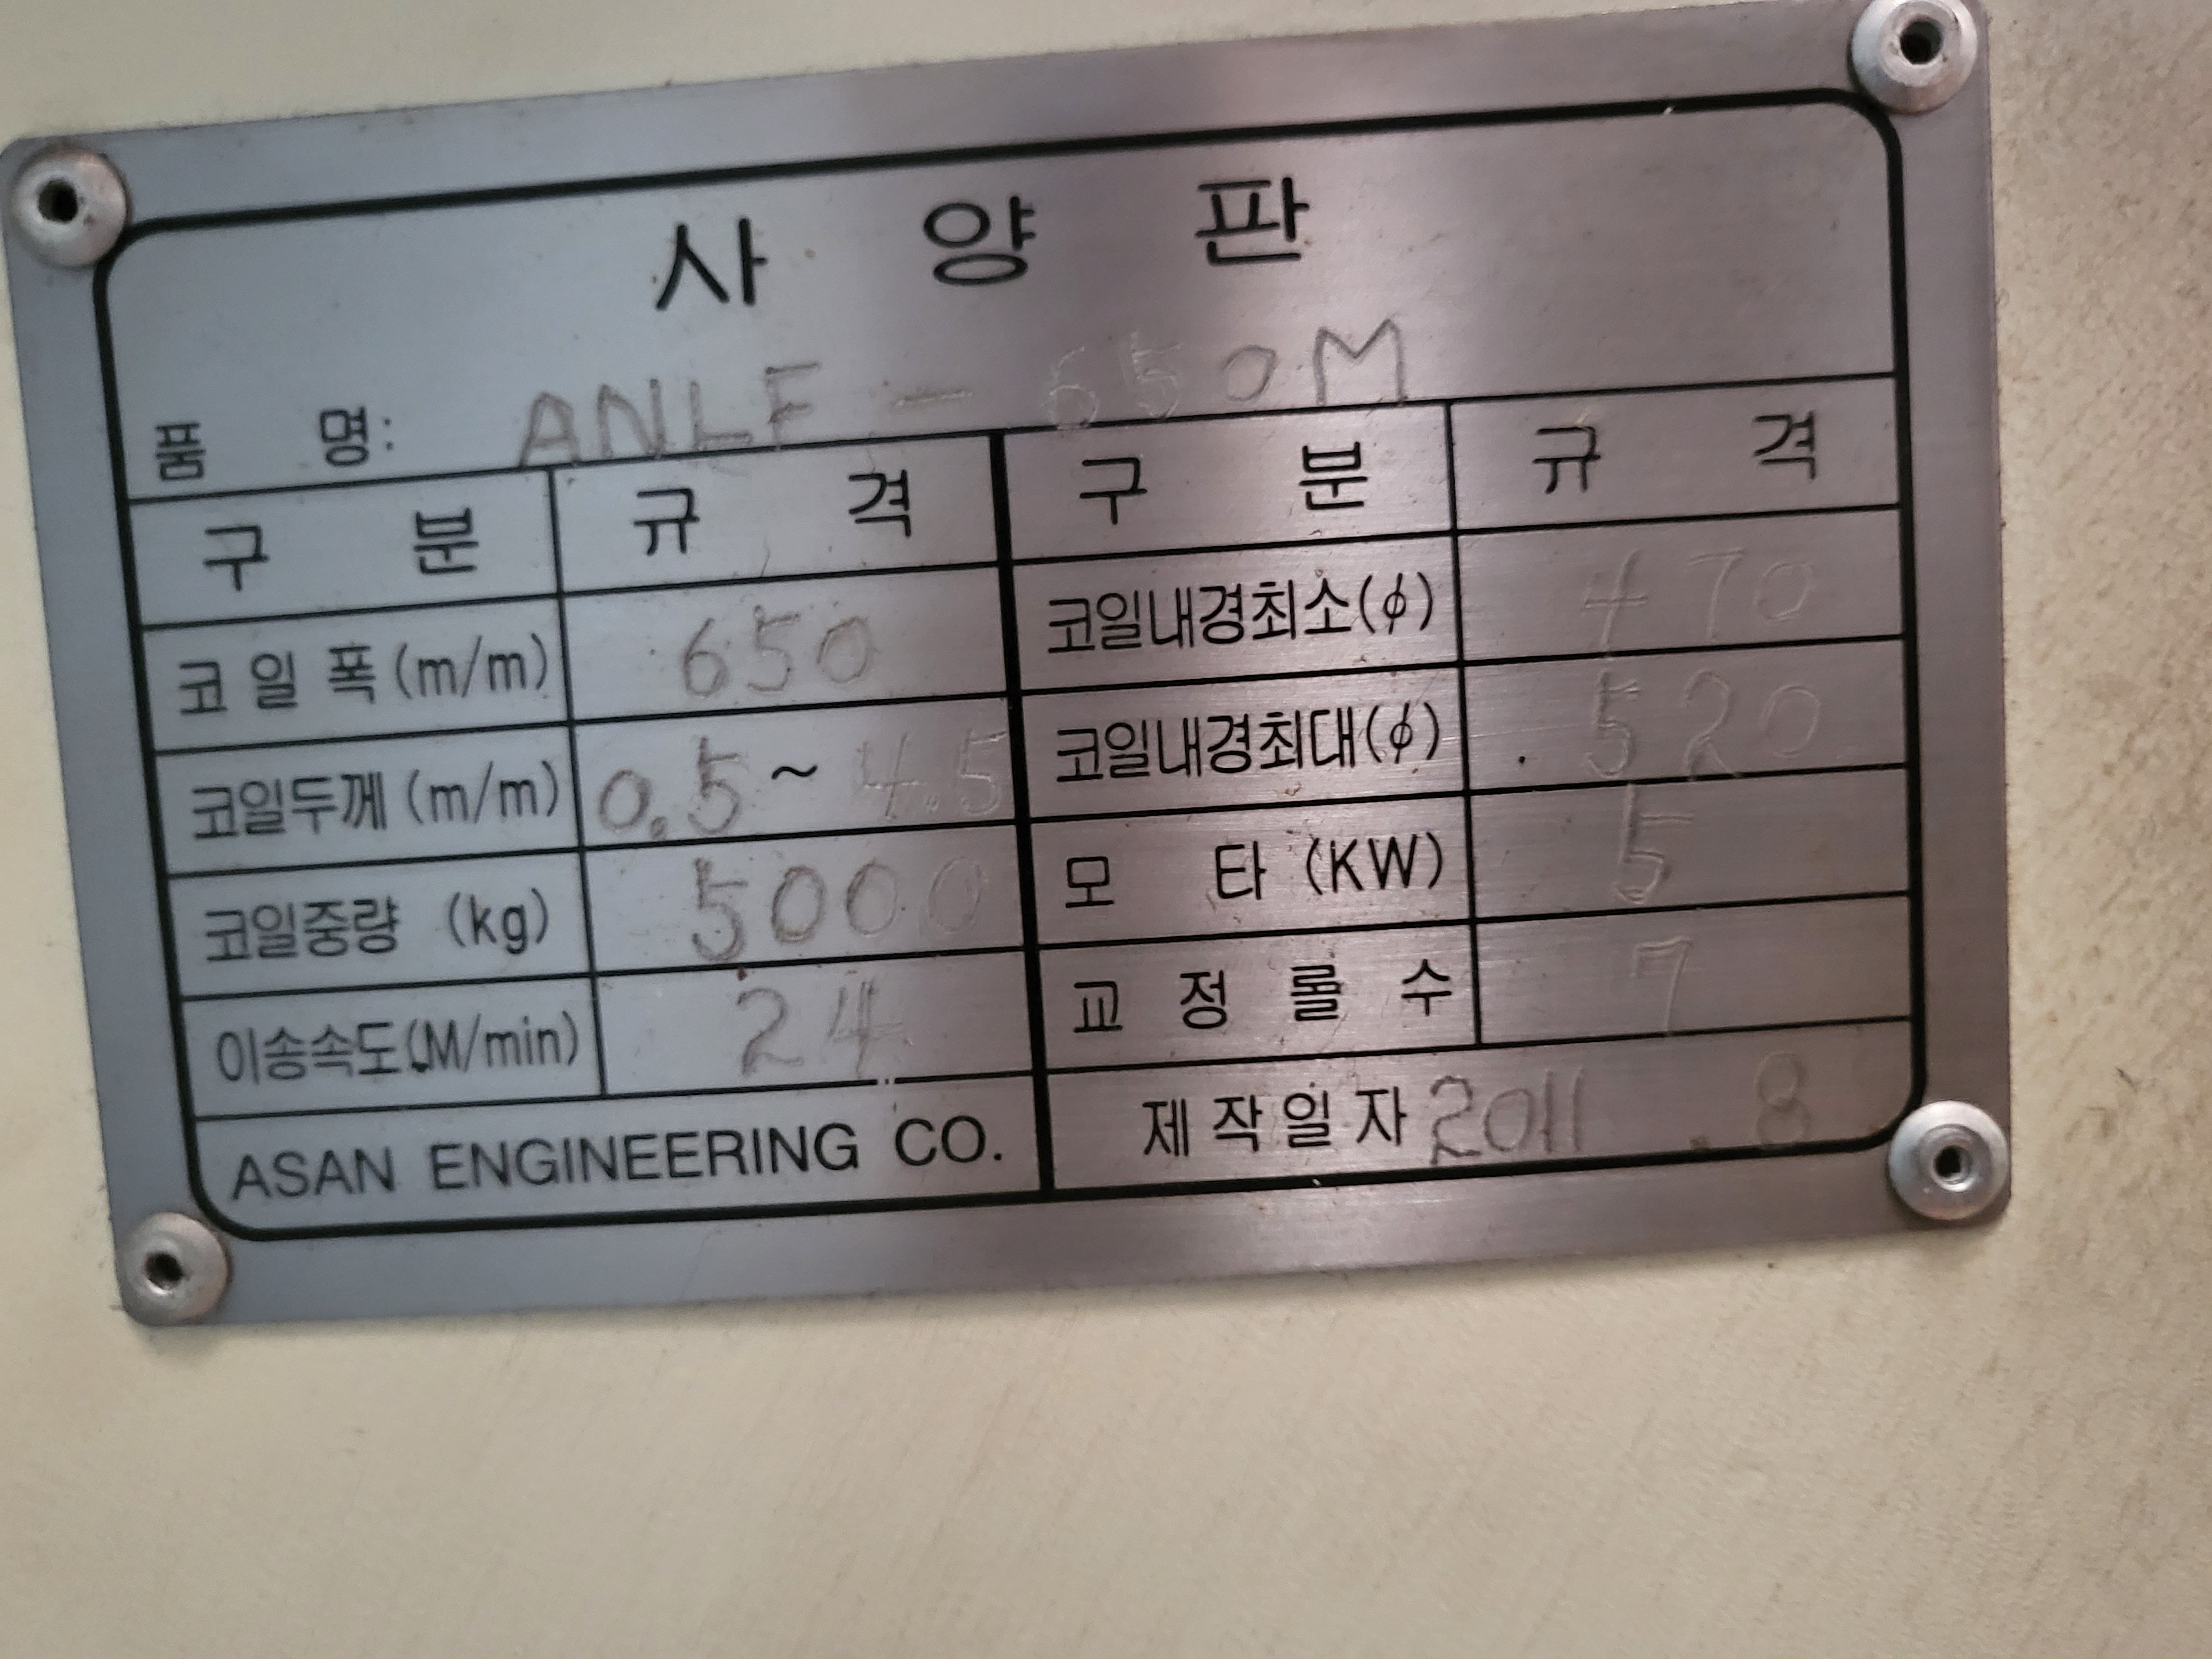 사 양 판
품 명: ANLF - 650M
구 분 규 격 구 분 규 격
코 일 폭 (m/m) 650 코일내경최소(ϕ) 470
코일두께 (m/m) 0.5 ~ 4.5 코일내경최대(ϕ) 520
코일중량 (kg) 5000 모 타 (KW) 5
이송속도(M/min) 24 교 정 롤 수 7
ASAN ENGINEERING CO. 제 작 일 자 2011 . 8